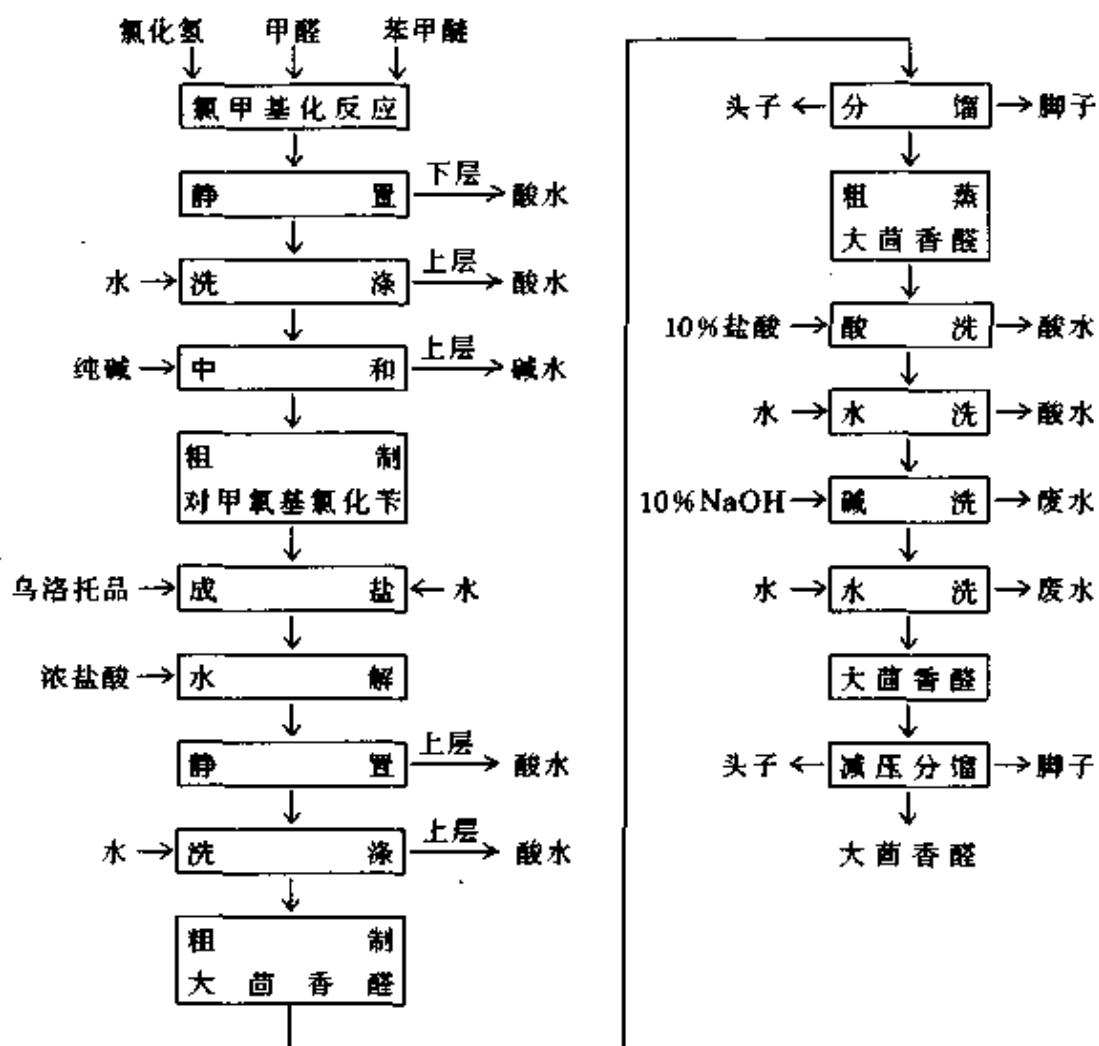 氯化氢 甲醛 苯甲醚
氯甲基化反应
静置 下层 酸水
水 洗涤 上层 酸水
纯碱 中和 上层 碱水
粗制
对甲氧基氯化苄
乌洛托品 成盐 水
浓盐酸 水解
静置 上层 酸水
水 洗涤 上层 酸水
粗制
大茴香醛
头子 分馏 脚子
粗蒸
大茴香醛
10%盐酸 酸洗 酸水
水 水洗 酸水
10%NaOH 碱洗 废水
水 水洗 废水
大茴香醛
头子 减压分馏 脚子
大茴香醛